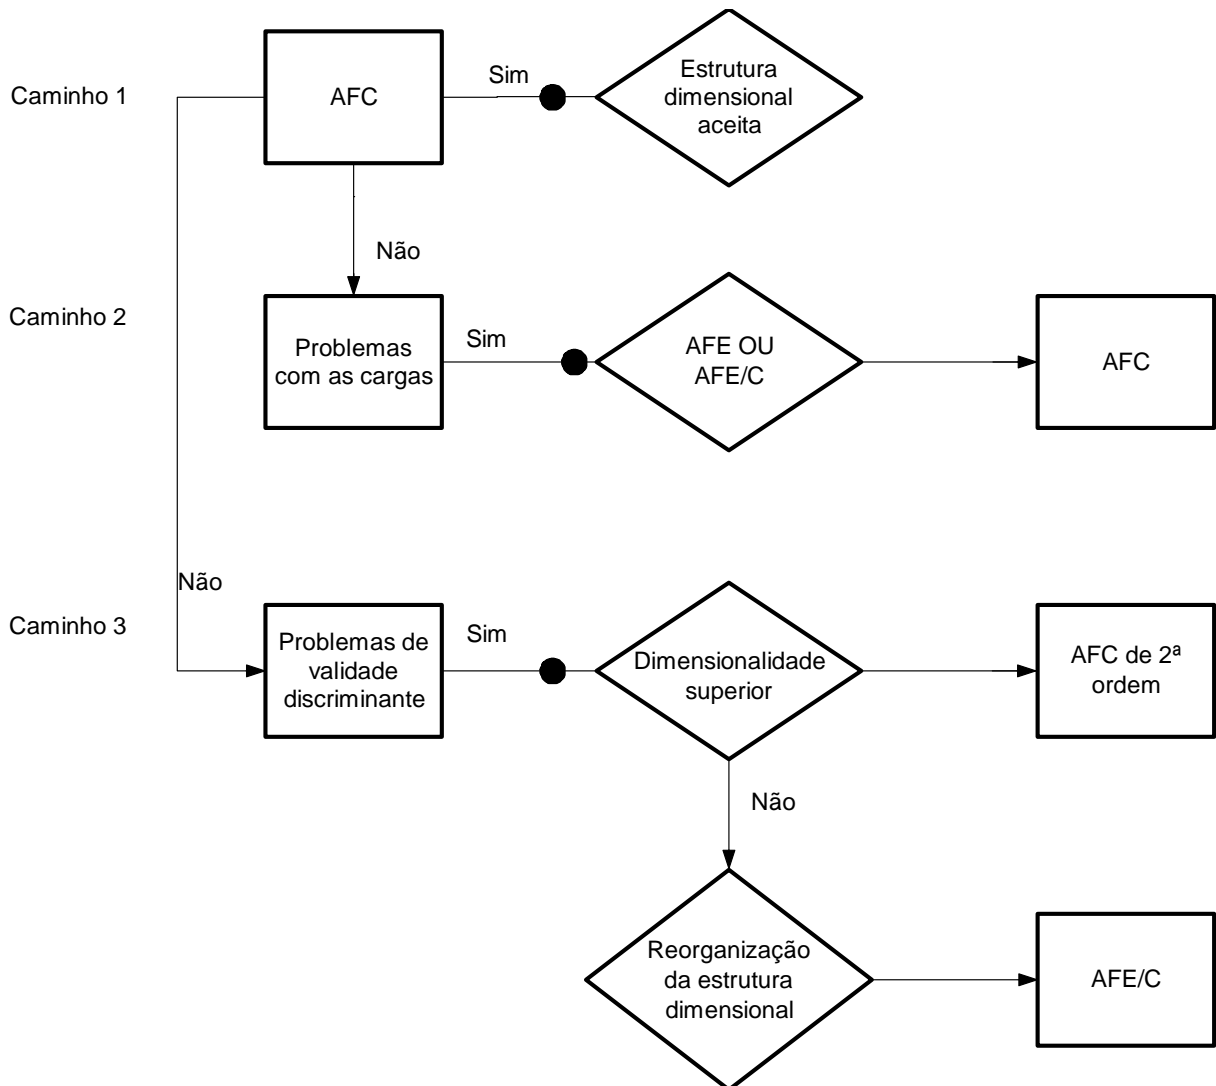 Caminho 1
AFC
Sim
Estrutura
dimensional
aceita
Não
Caminho 2
Problemas
com as cargas
Sim
AFE OU
AFE/C
AFC
Não
Caminho 3
Problemas de
validade
discriminante
Sim
Dimensionalidade
superior
AFC de 2ª
ordem
Não
Reorganização
da estrutura
dimensional
AFE/C